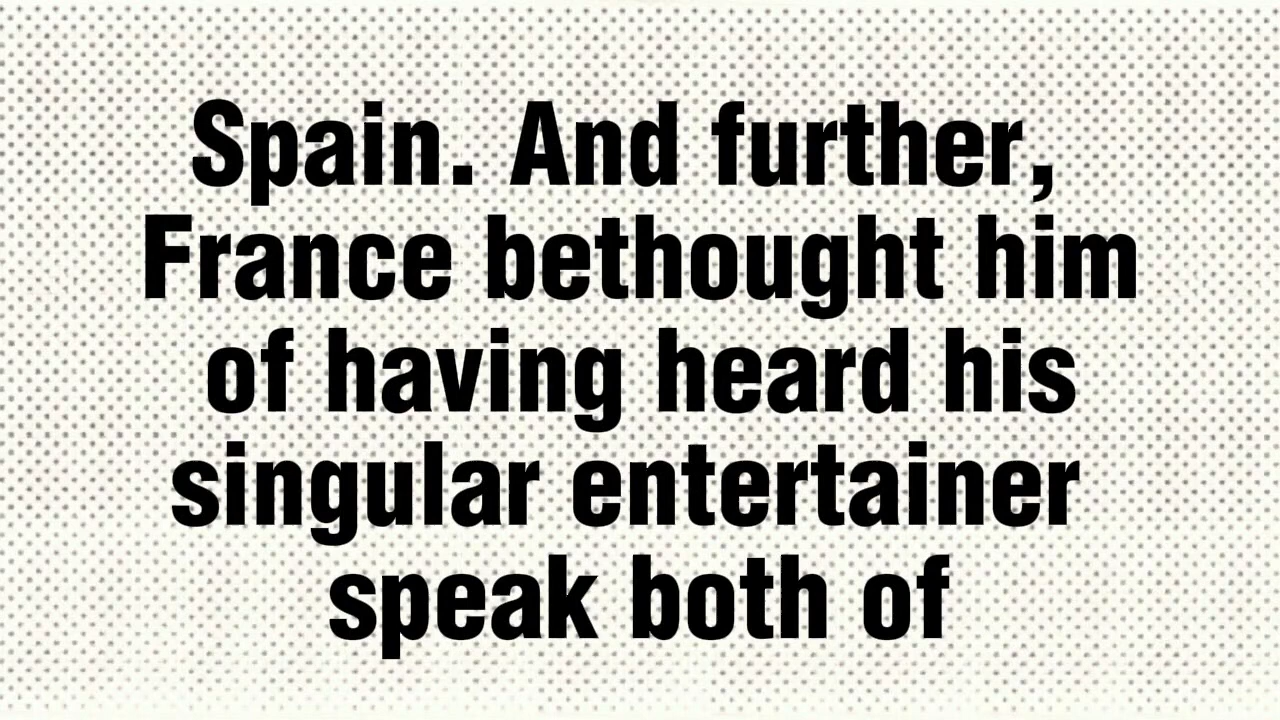 Spain. And further,
France bethought him
of having heard his
singular entertainer
speak both of